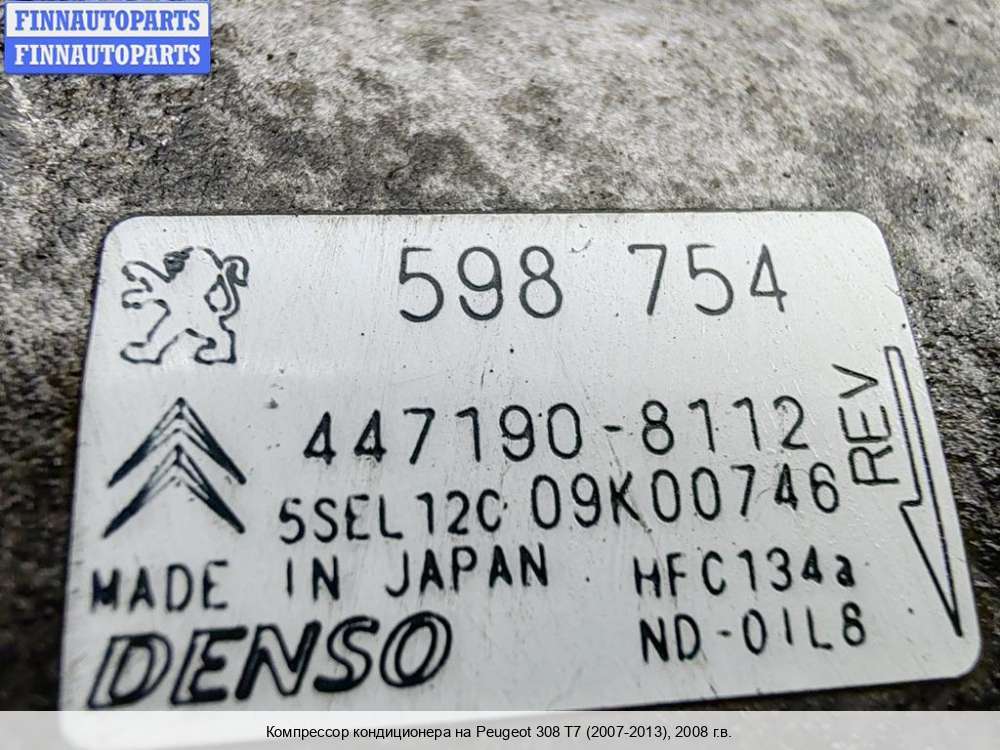 FINNAUTOPARTS
FINNAUTOPARTS
598 754
447190-8112
5SEL12C 09K00746
REV
MADE IN JAPAN HFC134a
DENSO ND-OIL8
Компрессор кондиционера на Peugeot 308 T7 (2007-2013), 2008 г.в.